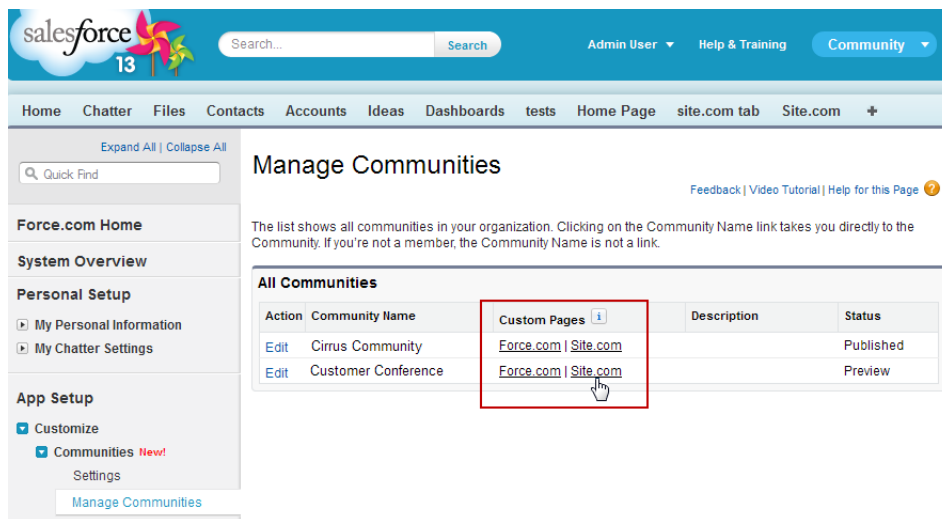 salesforce
13
Search...
Search
Admin User
Help & Training
Community
Home Chatter Files Contacts Accounts Ideas Dashboards tests Home Page site.com tab Site.com +
Expand All | Collapse All
Quick Find
Force.com Home
System Overview
Personal Setup
My Personal Information
My Chatter Settings
App Setup
Customize
Communities New!
Settings
Manage Communities
Manage Communities
Feedback | Video Tutorial | Help for this Page ?
The list shows all communities in your organization. Clicking on the Community Name link takes you directly to the
Community. If you're not a member, the Community Name is not a link.
All Communities
Action Community Name Custom Pages i Description Status
Edit Cirrus Community Force.com | Site.com Published
Edit Customer Conference Force.com | Site.com Preview